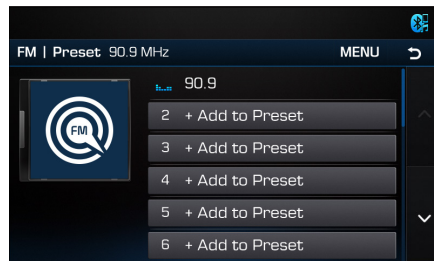 FM | Preset 90.9 MHz MENU
FM
90.9
2 + Add to Preset
3 + Add to Preset
4 + Add to Preset
5 + Add to Preset
6 + Add to Preset